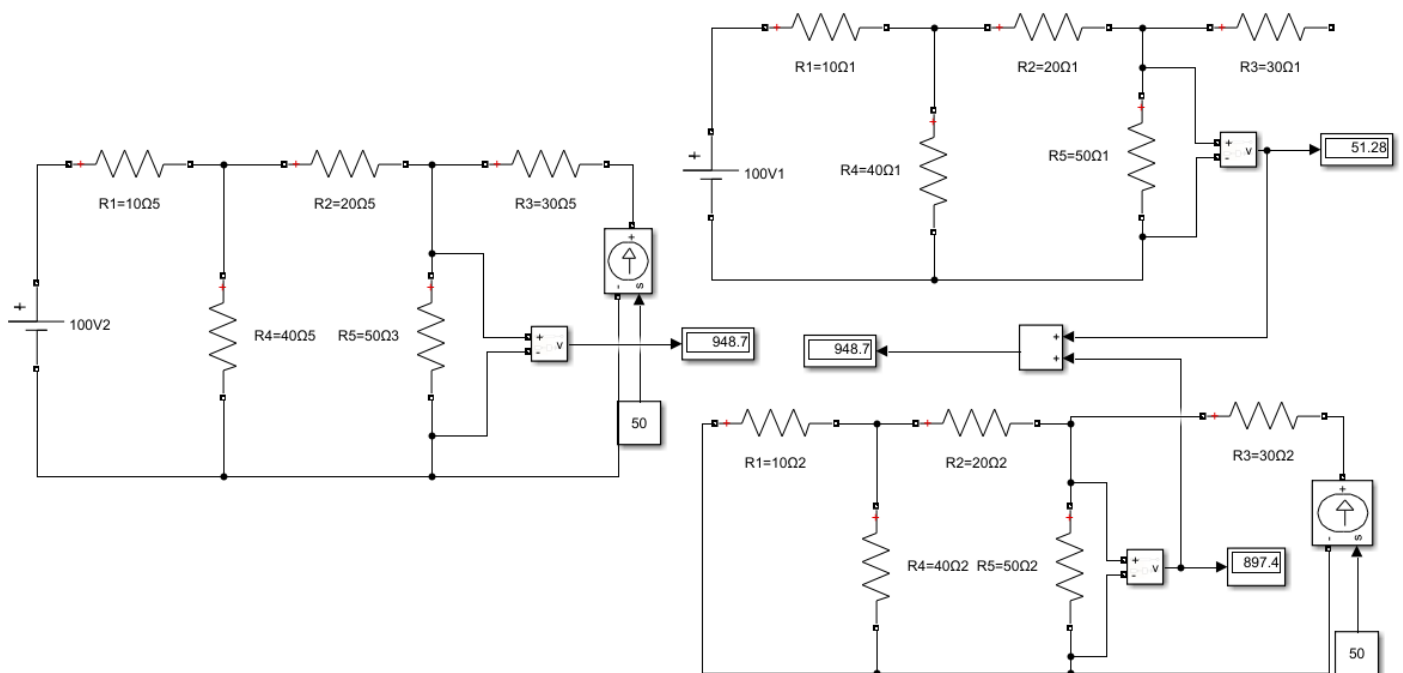 R1=10Ω5
R2=20Ω5
R3=30Ω5
100V2
R4=40Ω5
R5=50Ω3
+
-
s
+
-
v
948.7
50
R1=10Ω1
R2=20Ω1
R3=30Ω1
100V1
R4=40Ω1
R5=50Ω1
+
-
v
51.28
+
+
948.7
R1=10Ω2
R2=20Ω2
R3=30Ω2
R4=40Ω2
R5=50Ω2
+
-
v
897.4
+
-
s
50